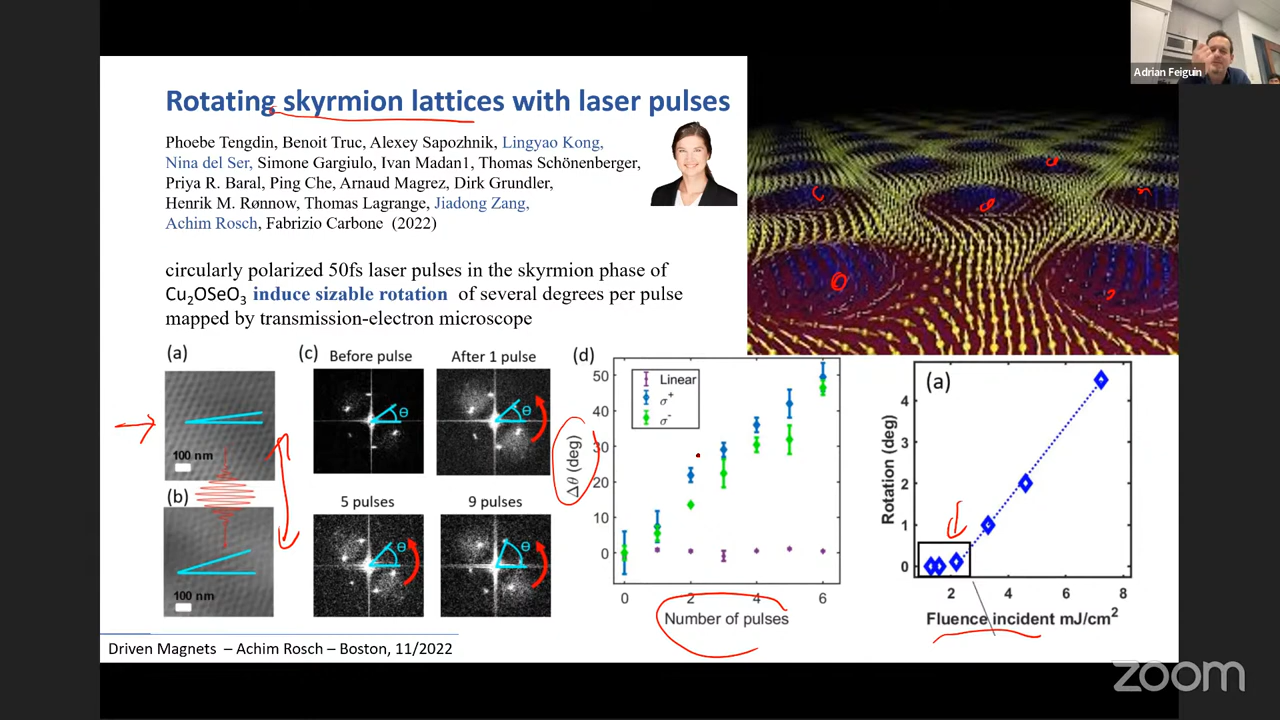 Adrian Feiguin
Rotating skyrmion lattices with laser pulses
Phoebe Tengdin, Benoit Truc, Alexey Sapozhnik, Lingyao Kong,
Nina del Ser, Simone Gargiulo, Ivan Madan1, Thomas Schönenberger,
Priya R. Baral, Ping Che, Arnaud Magrez, Dirk Grundler,
Henrik M. Rønnow, Thomas Lagrange, Jiadong Zang,
Achim Rosch, Fabrizio Carbone (2022)
circularly polarized 50fs laser pulses in the skyrmion phase of
Cu₂OSeO₃ induce sizable rotation of several degrees per pulse
mapped by transmission-electron microscope
(a)
100 nm
(b)
100 nm
(c)
Before pulse
θ
After 1 pulse
θ
5 pulses
θ
9 pulses
θ
(d)
Δθ (deg)
50
40
30
20
10
0
Linear
σ⁺
σ⁻
0 2 4 6
Number of pulses
(a)
Rotation (deg)
4
3
2
1
0
2 4 6 8
Fluence incident mJ/cm²
Driven Magnets – Achim Rosch – Boston, 11/2022
zoom